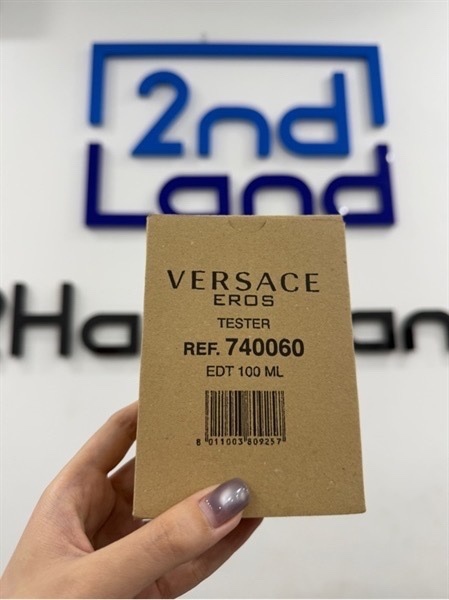 2nd
Land
VERSACE
EROS
TESTER
REF. 740060
EDT 100 ML
8 011003 809257